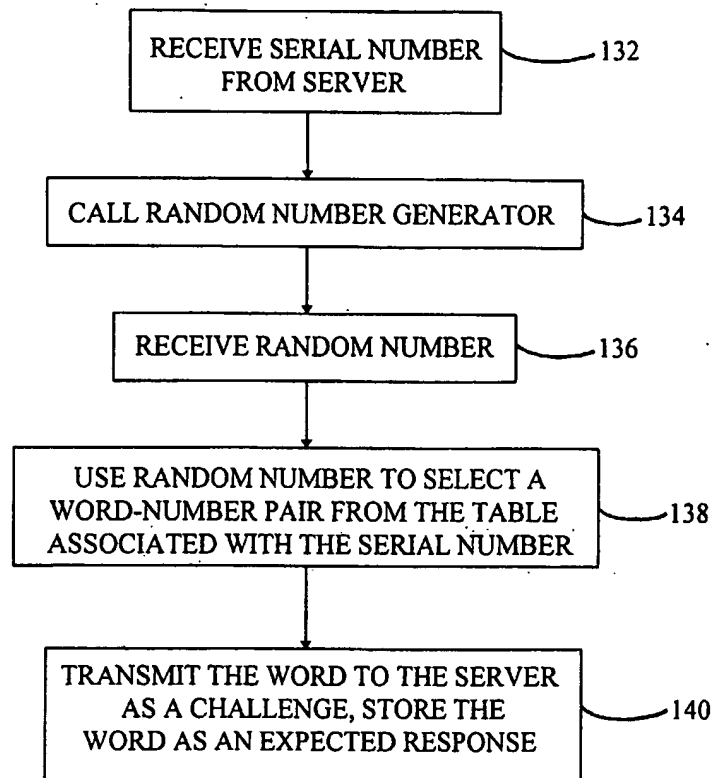 RECEIVE SERIAL NUMBER
FROM SERVER
132
CALL RANDOM NUMBER GENERATOR
134
RECEIVE RANDOM NUMBER
136
USE RANDOM NUMBER TO SELECT A
WORD-NUMBER PAIR FROM THE TABLE
ASSOCIATED WITH THE SERIAL NUMBER
138
TRANSMIT THE WORD TO THE SERVER
AS A CHALLENGE, STORE THE
WORD AS AN EXPECTED RESPONSE
140